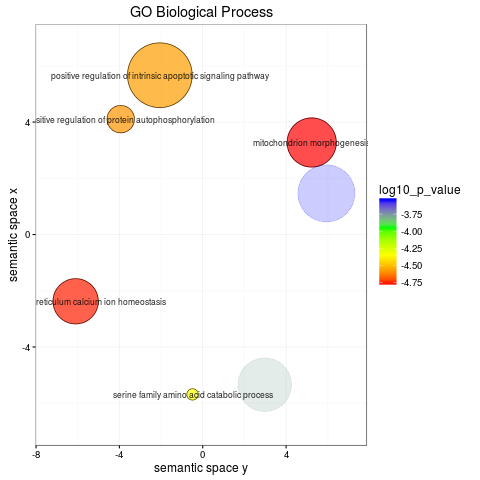 GO Biological Process
positive regulation of intrinsic apoptotic signaling pathway
sitive regulation of protein autophosphorylation
mitochondrion morphogenesis
reticulum calcium ion homeostasis
serine family amino acid catabolic process
semantic space x
4
0
-4
-8
-4
0
4
semantic space y
log10_p_value
-3.75
-4.00
-4.25
-4.50
-4.75